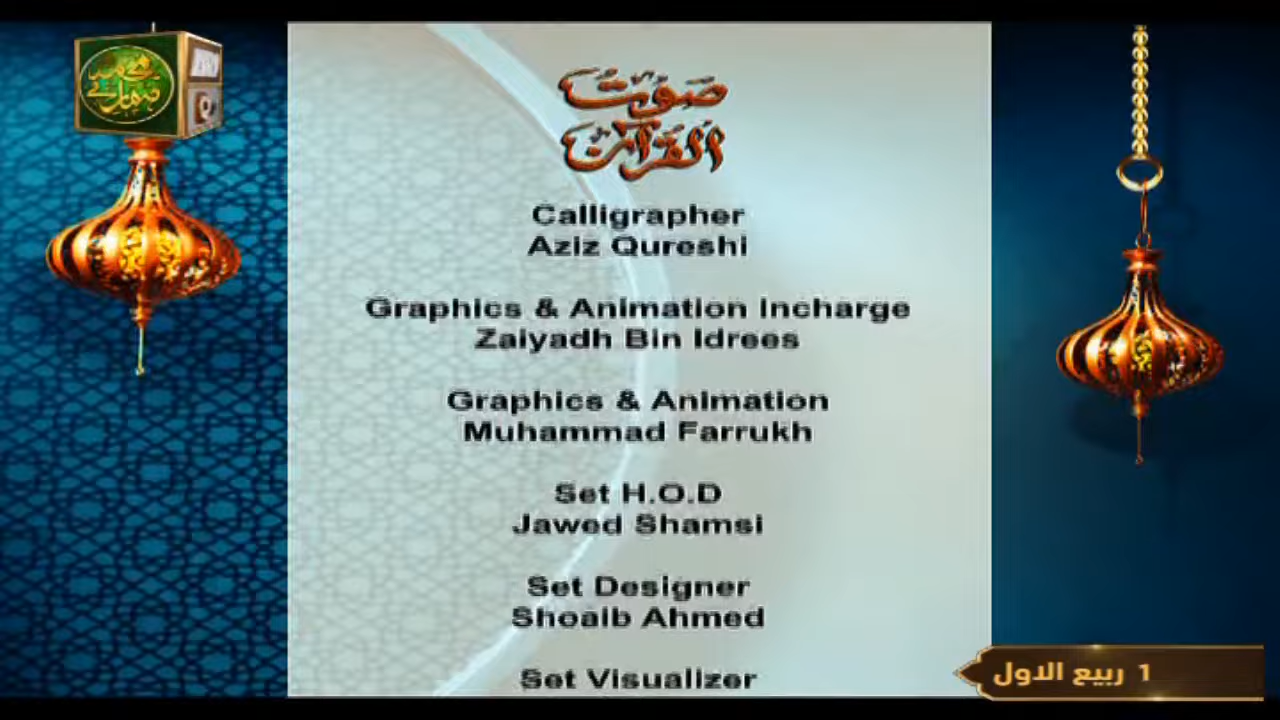 صوت
القرآن
Calligrapher
Aziz Qureshi
Graphics & Animation Incharge
Zaiyadh Bin Idrees
Graphics & Animation
Muhammad Farrukh
Set H.O.D
Jawed Shamsi
Set Designer
Shoaib Ahmed
Set Visualizer
1 ربيع الاول